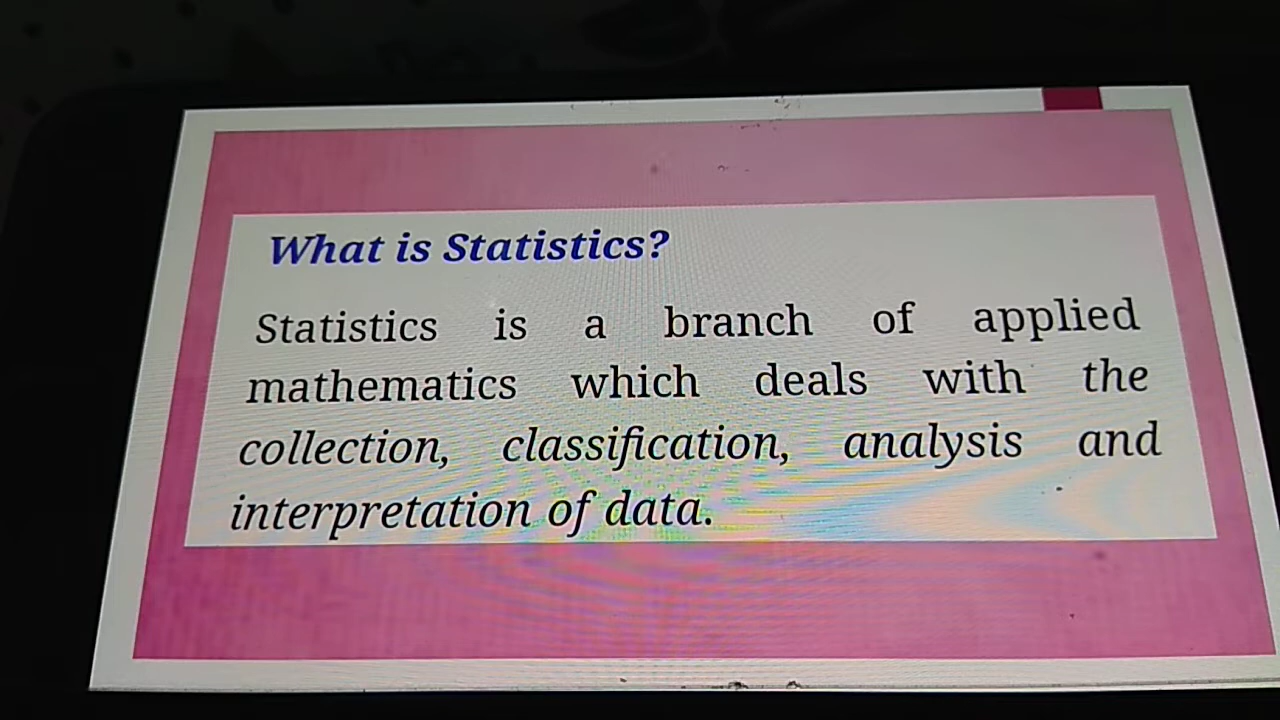 What is Statistics?
Statistics is a branch of applied
mathematics which deals with the
collection, classification, analysis and
interpretation of data.